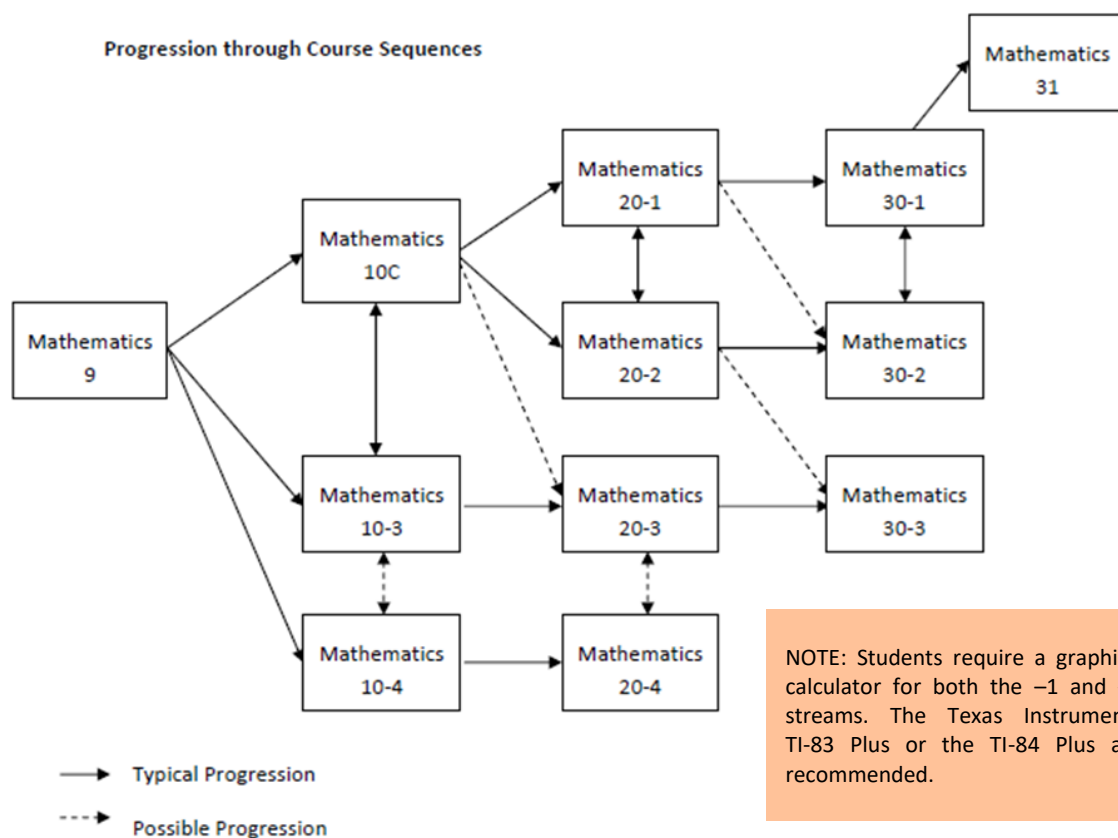 Progression through Course Sequences
Mathematics
31
Mathematics
20-1
Mathematics
30-1
Mathematics
10C
Mathematics
9
Mathematics
20-2
Mathematics
30-2
Mathematics
10-3
Mathematics
20-3
Mathematics
30-3
Mathematics
10-4
Mathematics
20-4
NOTE: Students require a graphi
calculator for both the –1 and
streams. The Texas Instrumen
TI-83 Plus or the TI-84 Plus a
recommended.
Typical Progression
Possible Progression